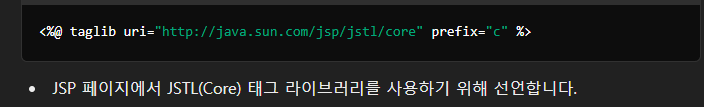 <%@ taglib uri="http://java.sun.com/jsp/jstl/core" prefix="c" %>
• JSP 페이지에서 JSTL(Core) 태그 라이브러리를 사용하기 위해 선언합니다.